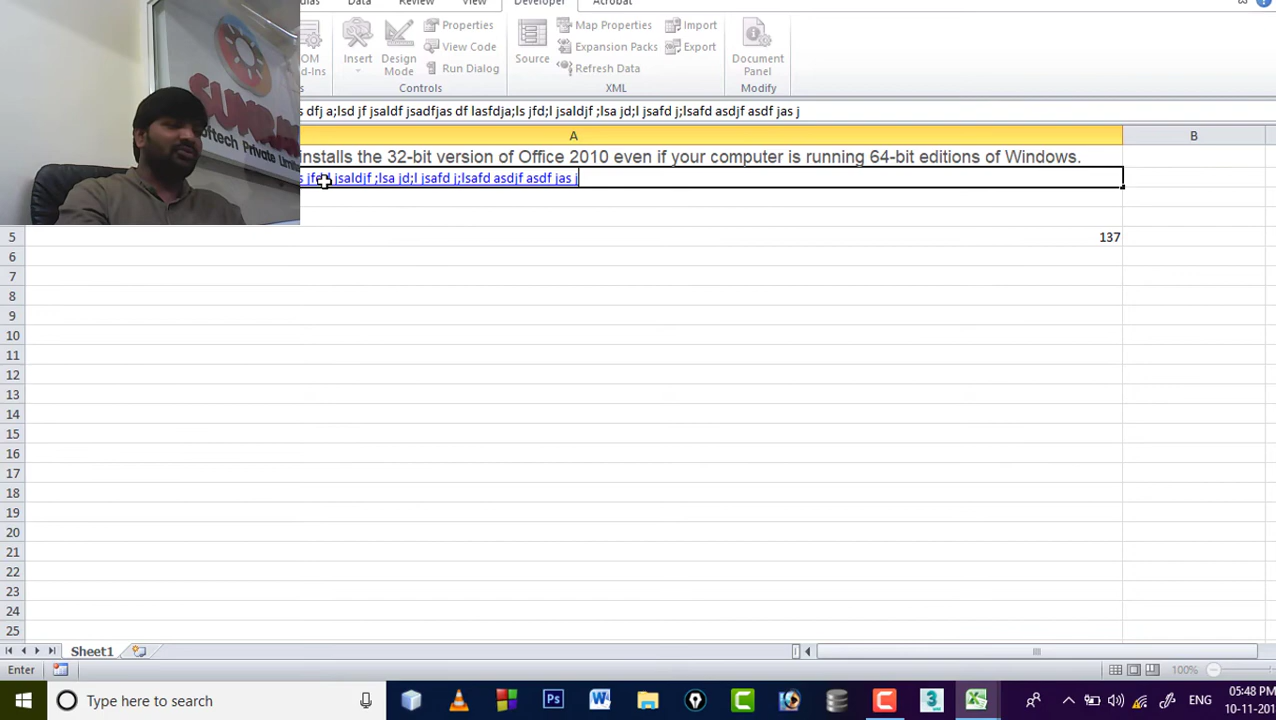 Data Review View Developer Acrobat
Properties
View Code
Run Dialog
Insert
Design
Mode
Controls
Source
Map Properties
Expansion Packs
Refresh Data
Import
Export
XML
Document
Panel
Modify
s dfj a;lsd jf jsaldf jsadfjas df lasfdja;ls jfd;l jsaldjf ;lsa jd;l jsafd j;lsafd asdjf asdf jas j
A B
installs the 32-bit version of Office 2010 even if your computer is running 64-bit editions of Windows.
jsaldjf ;lsa jd;l jsafd j;lsafd asdjf asdf jas j
5 137
6
7
8
9
10
11
12
13
14
15
16
17
18
19
20
21
22
23
24
25
Sheet1
Enter 100%
Type here to search
ENG
05:48 PM
10-11-201
oftech Private Limite